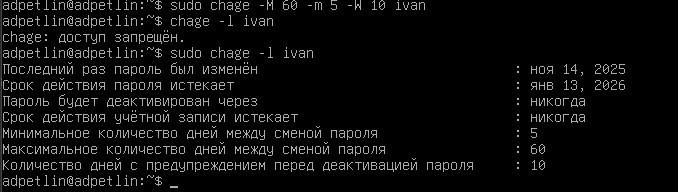 adpetlin@adpetlin:~$ sudo chage -M 60 -m 5 -W 10 ivan
adpetlin@adpetlin:~$ chage -l ivan
chage: доступ запрещён.
adpetlin@adpetlin:~$ sudo chage -l ivan
Последний раз пароль был изменён : ноя 14, 2025
Срок действия пароля истекает : янв 13, 2026
Пароль будет деактивирован через : никогда
Срок действия учётной записи истекает : никогда
Минимальное количество дней между сменой пароля : 5
Максимальное количество дней между сменой пароля : 60
Количество дней с предупреждением перед деактивацией пароля : 10
adpetlin@adpetlin:~$ _